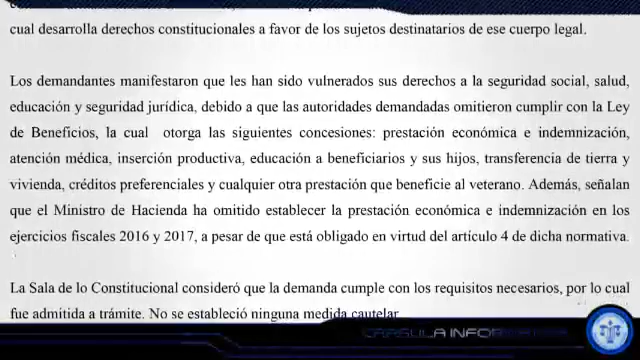 cual desarrolla derechos constitucionales a favor de los sujetos destinatarios de ese cuerpo legal.
Los demandantes manifestaron que les han sido vulnerados sus derechos a la seguridad social, salud,
educación y seguridad jurídica, debido a que las autoridades demandadas omitieron cumplir con la Ley
de Beneficios, la cual otorga las siguientes concesiones: prestación económica e indemnización,
atención médica, inserción productiva, educación a beneficiarios y sus hijos, transferencia de tierra y
vivienda, créditos preferenciales y cualquier otra prestación que beneficie al veterano. Además, señalan
que el Ministro de Hacienda ha omitido establecer la prestación económica e indemnización en los
ejercicios fiscales 2016 y 2017, a pesar de que está obligado en virtud del artículo 4 de dicha normativa.
La Sala de lo Constitucional consideró que la demanda cumple con los requisitos necesarios, por lo cual
fue admitida a trámite. No se estableció ninguna medida cautelar